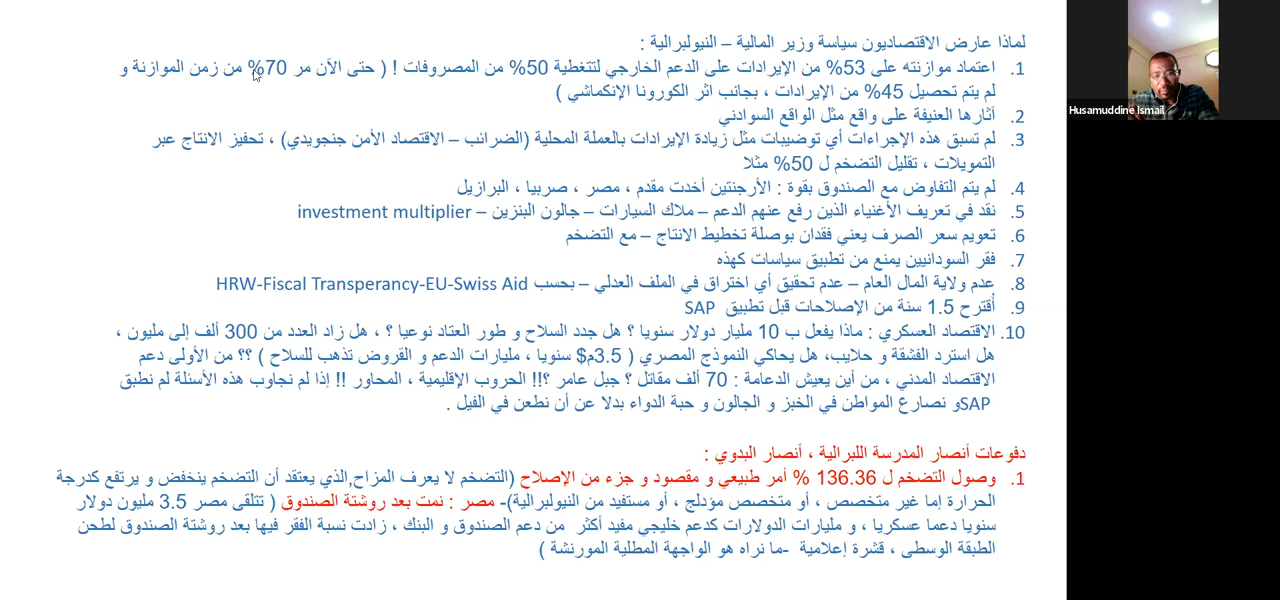 لماذا عارض الاقتصاديون سياسة وزير المالية – النيولبرالية :
1. اعتماد موازنته على 53% من الإيرادات على الدعم الخارجي لتتغطية 50% من المصروفات ! ( حتى الآن مر 70% من زمن الموازنة و
لم يتم تحصيل 45% من الإيرادات ، بجانب اثر الكورونا الإنكماشي )
2. آثارها العنيفة على واقع مثل الواقع السوادني
3. لم تسبق هذه الإجراءات أي توضيبات مثل زيادة الإيرادات بالعملة المحلية (الضرائب – الاقتصاد الأمن جنجويدي) ، تحفيز الانتاج عبر
التمويلات ، تقليل التضخم ل 50% مثلا
4. لم يتم التفاوض مع الصندوق بقوة : الأرجنتين أخدت مقدم ، مصر ، صربيا ، البرازيل
5. نقد في تعريف الأغنياء الذين رفع عنهم الدعم – ملاك السيارات – جالون البنزين – investment multiplier
6. تعويم سعر الصرف يعني فقدان بوصلة تخطيط الانتاج – مع التضخم
7. فقر السودانيين يمنع من تطبيق سياسات كهذه
8. عدم ولاية المال العام – عدم تحقيق أي اختراق في الملف العدلي – بحسب HRW-Fiscal Transperancy-EU-Swiss Aid
9. أقترح 1.5 سنة من الإصلاحات قبل تطبيق SAP
10. الاقتصاد العسكري : ماذا يفعل ب 10 مليار دولار سنويا ؟ هل جدد السلاح و طور العتاد نوعيا ؟ ، هل زاد العدد من 300 ألف إلى مليون ،
هل استرد الفشقة و حلايب، هل يحاكي النموذج المصري ( 3.5م$ سنويا ، مليارات الدعم و القروض تذهب للسلاح ) ؟؟ من الأولى دعم
الاقتصاد المدني ، من أين يعيش الدعامة : 70 ألف مقاتل ؟ جبل عامر ؟!! الحروب الإقليمية ، المحاور !! إذا لم نجاوب هذه الأسئلة لم نطبق
SAPو نصارع المواطن في الخبز و الجالون و حبة الدواء بدلا عن أن نطعن في الفيل .
دفوعات أنصار المدرسة اللبرالية ، أنصار البدوي :
1. وصول التضخم ل 136.36 % أمر طبيعي و مقصود و جزء من الإصلاح (التضخم لا يعرف المزاح,الذي يعتقد أن التضخم ينخفض و يرتفع كدرجة
الحرارة إما غير متخصص ، أو متخصص مؤدلج ، أو مستفيد من النيولبرالية)- مصر : نمت بعد روشتة الصندوق ( تتلقى مصر 3.5 مليون دولار
سنويا دعما عسكريا ، و مليارات الدولارات كدعم خليجي مفيد أكثر من دعم الصندوق و البنك ، زادت نسبة الفقر فيها بعد روشتة الصندوق لطحن
الطبقة الوسطى ، قشرة إعلامية -ما نراه هو الواجهة المطلية المورنشة )
Husamuddine Ismail